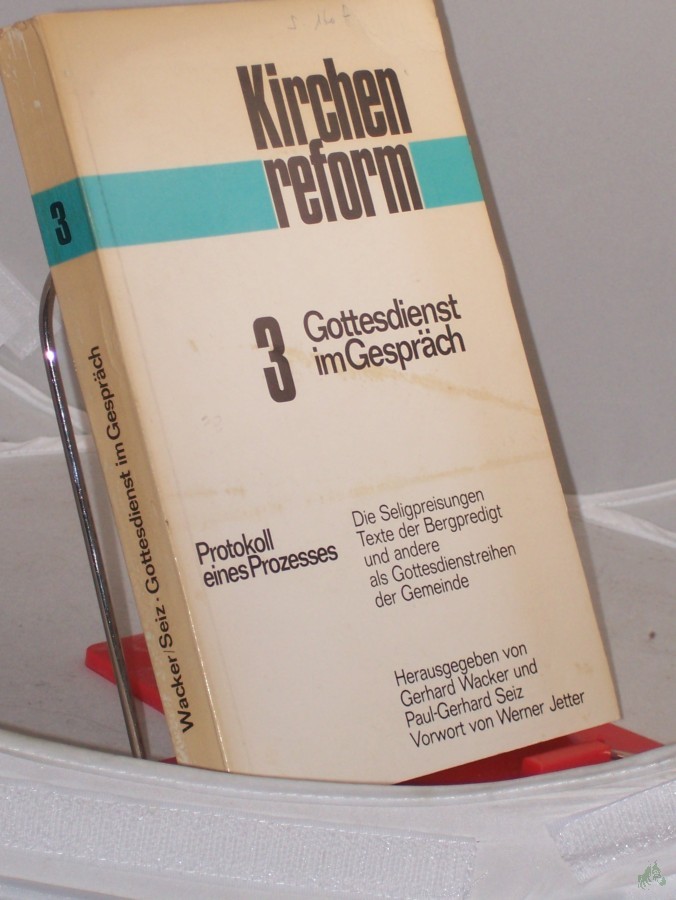 Kirchen
reform
3
3
Gottesdienst
im Gespräch
Protokoll
eines Prozesses
Die Seligpreisungen
Texte der Bergpredigt
und andere
als Gottesdienstreihen
der Gemeinde
Herausgegeben von
Gerhard Wacker und
Paul-Gerhard Seiz
Vorwort von Werner Jetter
Wacker/Seiz · Gottesdienst im Gespräch